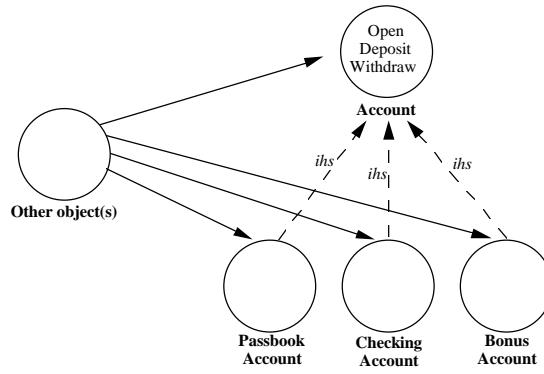 Open
Deposit
Withdraw
Account
ihs
ihs
ihs
Other object(s)
Passbook
Account
Checking
Account
Bonus
Account